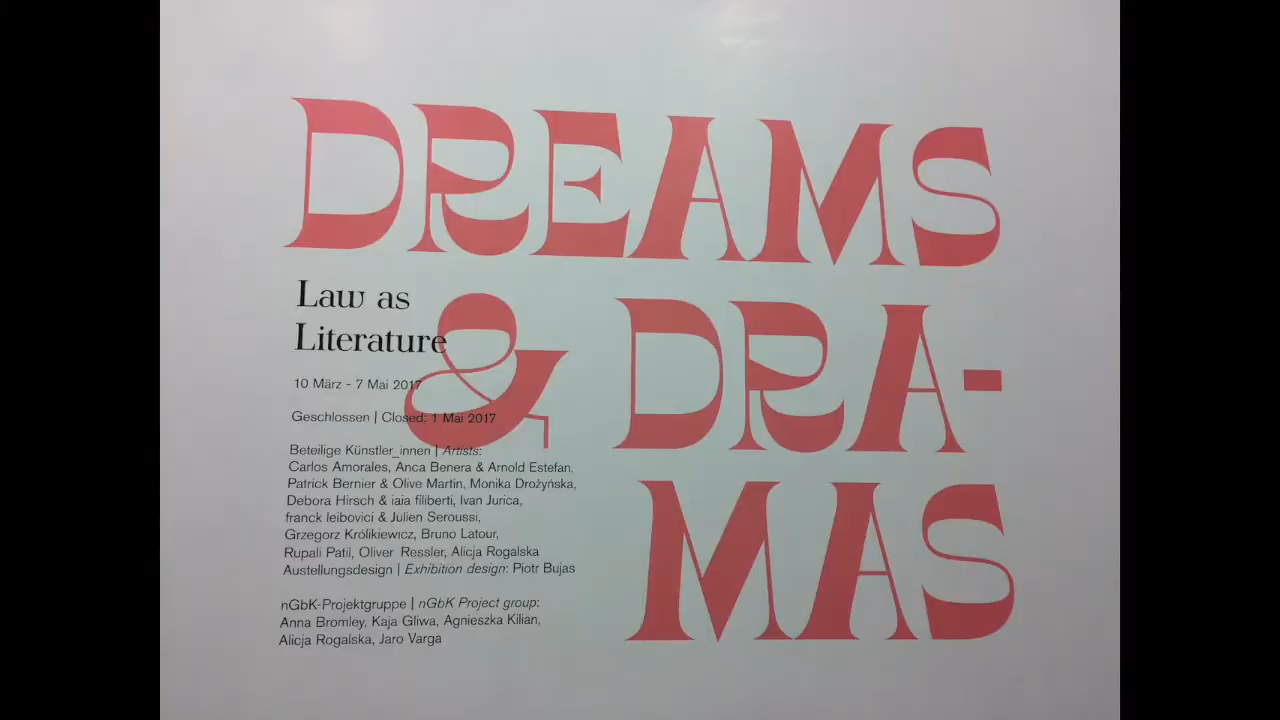 DREAMS
& DRA-
MAS
Law as
Literature
10 März - 7 Mai 2017
Geschlossen | Closed: 1 Mai 2017
Beteilige Künstler_innen | Artists:
Carlos Amorales, Anca Benera & Arnold Estefan,
Patrick Bernier & Olive Martin, Monika Drożyńska,
Debora Hirsch & iaia filiberti, Ivan Jurica,
franck leibovici & Julien Seroussi,
Grzegorz Królikiewicz, Bruno Latour,
Rupali Patil, Oliver Ressler, Alicja Rogalska
Austellungsdesign | Exhibition design: Piotr Bujas
nGbK-Projektgruppe | nGbK Project group:
Anna Bromley, Kaja Gliwa, Agnieszka Kilian,
Alicja Rogalska, Jaro Varga